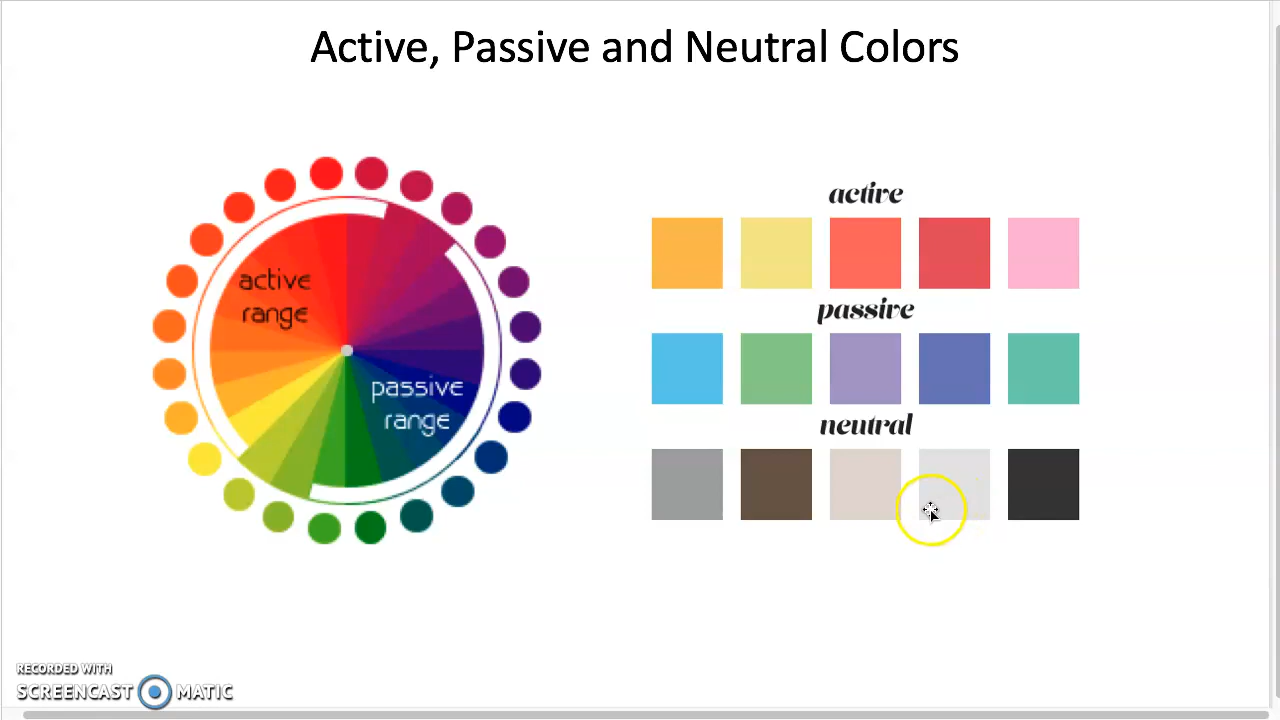 Active, Passive and Neutral Colors
active
range
passive
range
active
passive
neutral
RECORDED WITH
SCREENCAST MATIC